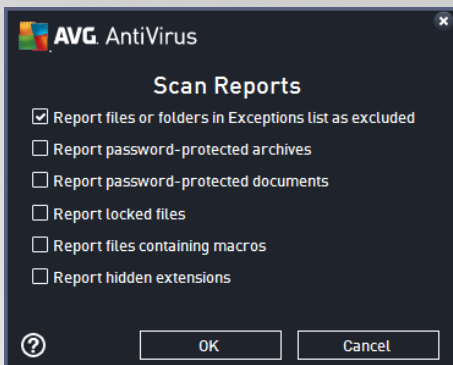 AVG. AntiVirus
Scan Reports
Report files or folders in Exceptions list as excluded
Report password-protected archives
Report password-protected documents
Report locked files
Report files containing macros
Report hidden extensions
? OK Cancel